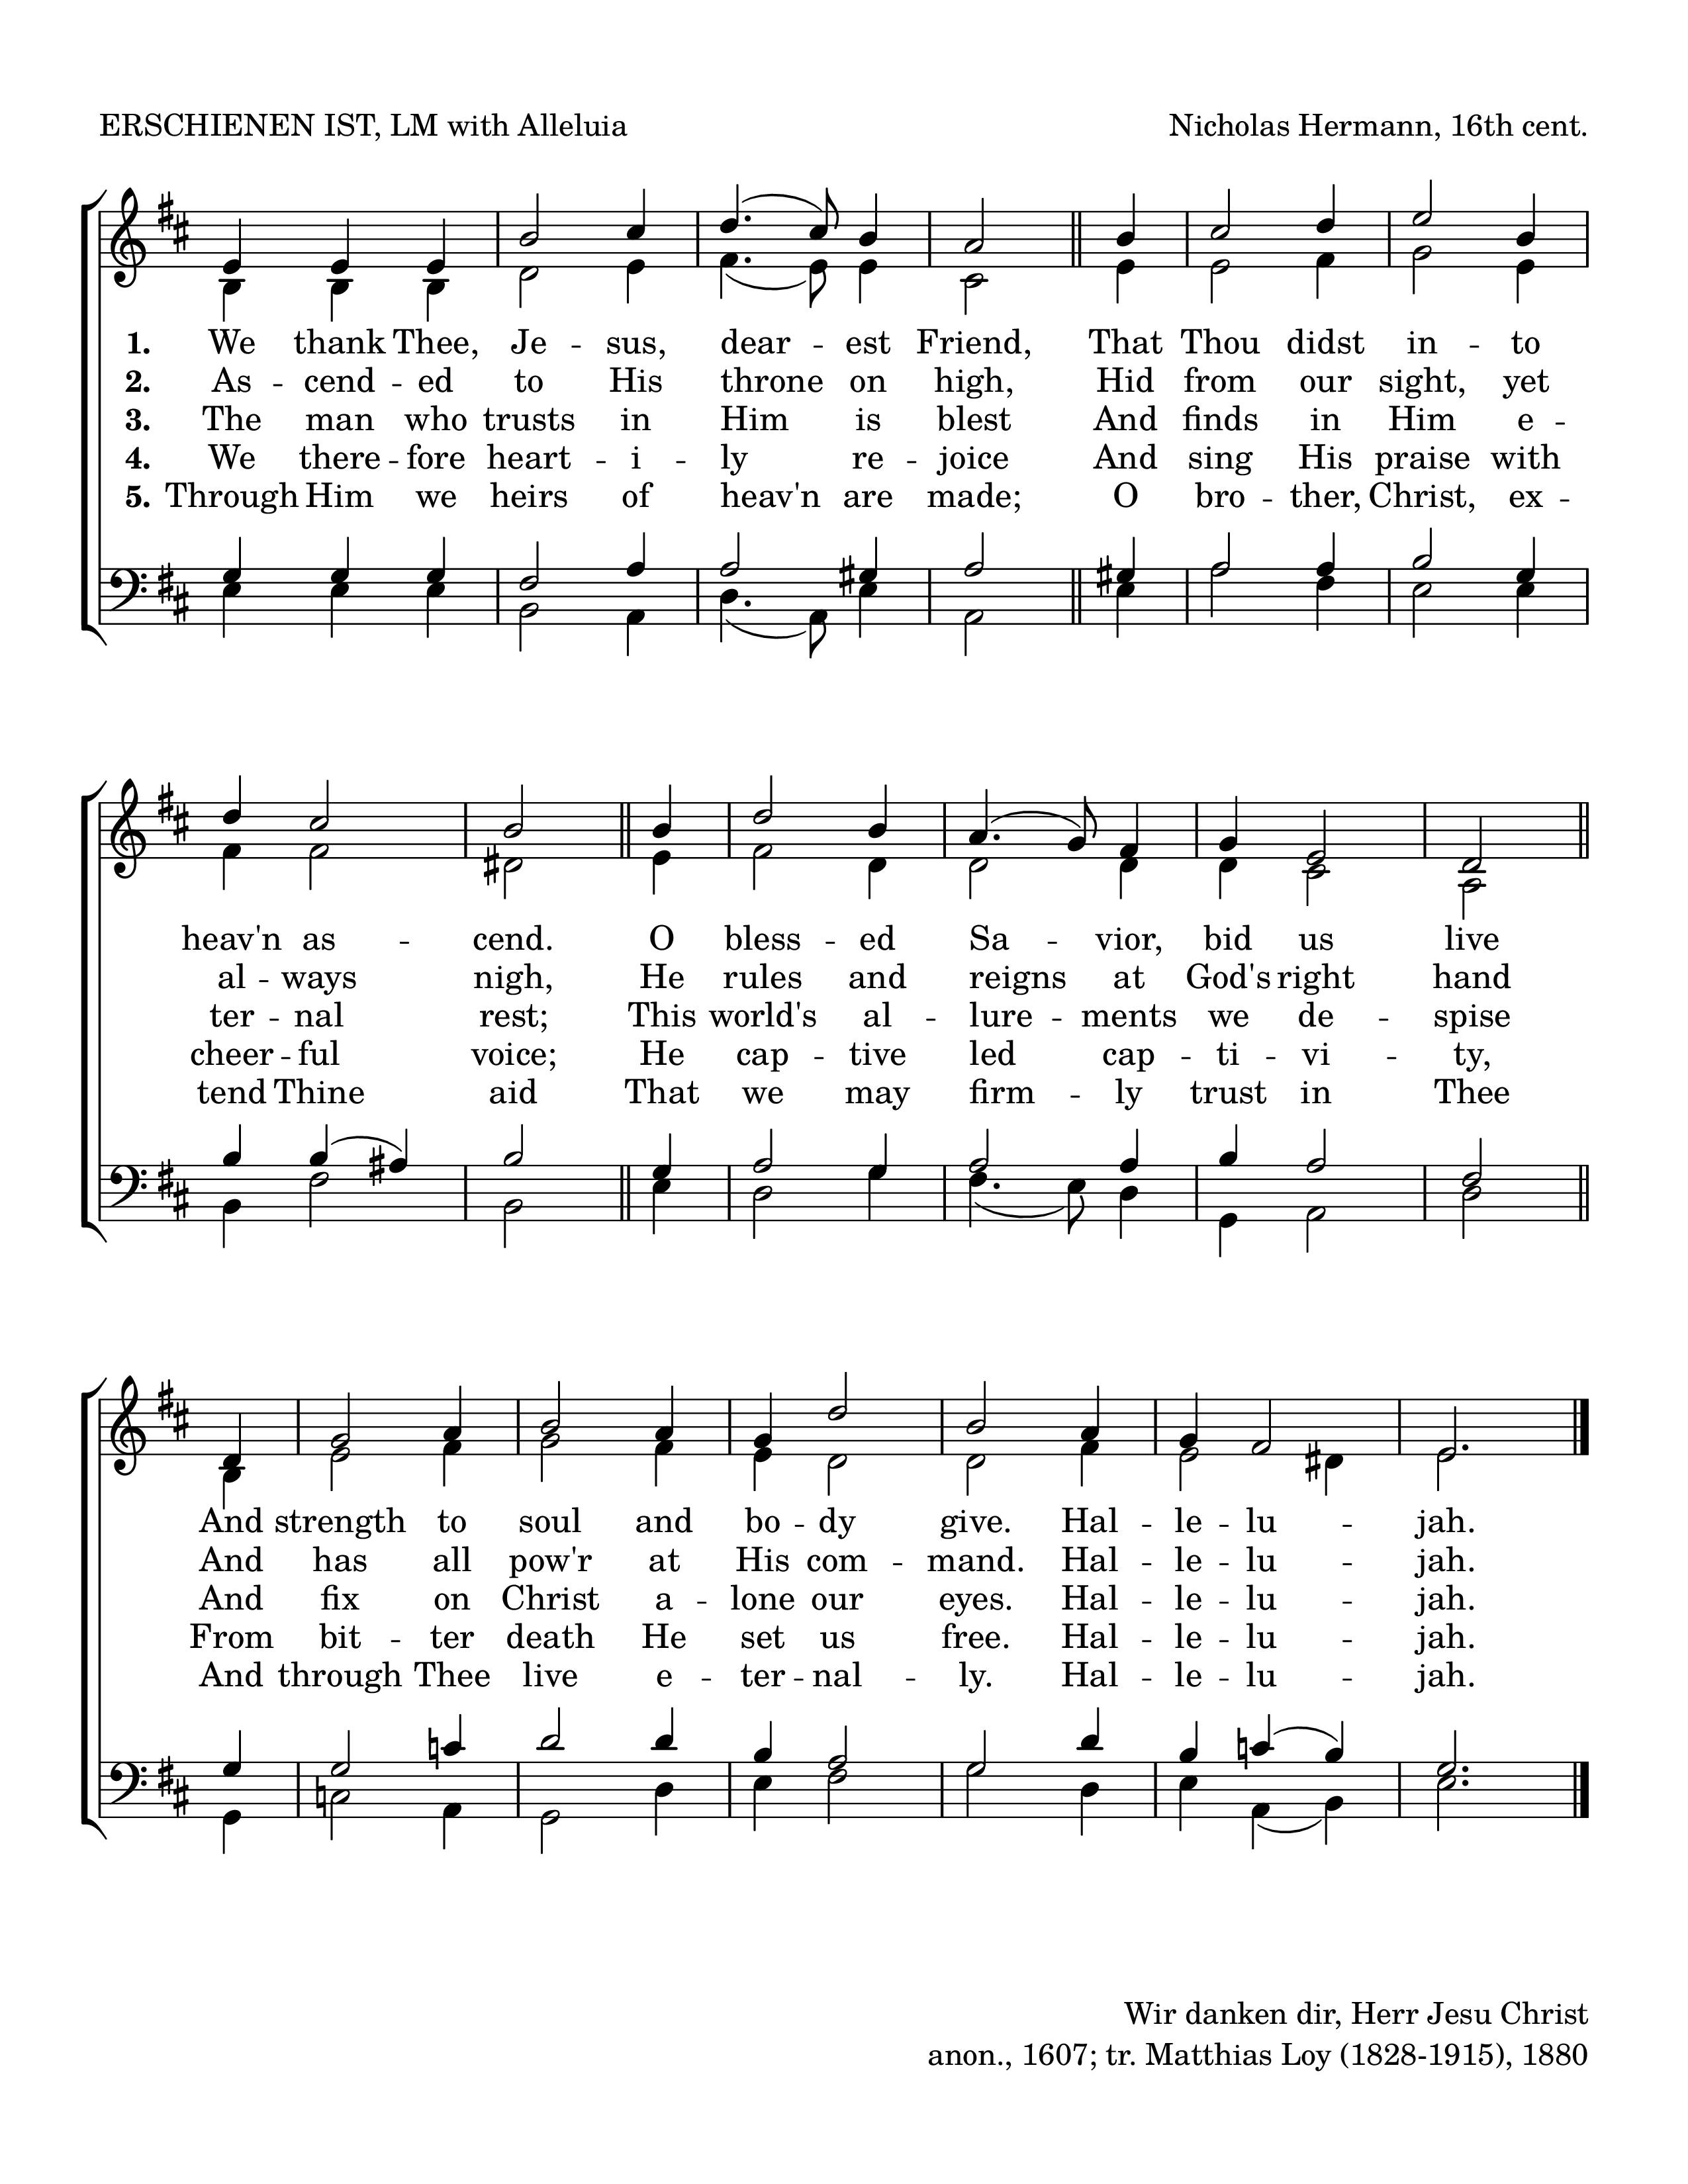 ERSCHIENEN IST, LM with Alleluia
Nicholas Hermann, 16th cent.
1. We thank Thee, Je -- sus, dear -- est Friend, That Thou didst in -- to
2. As -- cend -- ed to His throne on high, Hid from our sight, yet
3. The man who trusts in Him is blest And finds in Him e --
4. We there -- fore heart -- i -- ly re -- joice And sing His praise with
5. Through Him we heirs of heav'n are made; O bro -- ther, Christ, ex --
heav'n as -- cend. O bless -- ed Sa -- vior, bid us live
al -- ways nigh, He rules and reigns at God's right hand
ter -- nal rest; This world's al -- lure -- ments we de -- spise
cheer -- ful voice; He cap -- tive led cap -- ti -- vi -- ty,
tend Thine aid That we may firm -- ly trust in Thee
And strength to soul and bo -- dy give. Hal -- le -- lu -- jah.
And has all pow'r at His com -- mand. Hal -- le -- lu -- jah.
And fix on Christ a -- lone our eyes. Hal -- le -- lu -- jah.
From bit -- ter death He set us free. Hal -- le -- lu -- jah.
And through Thee live e -- ter -- nal -- ly. Hal -- le -- lu -- jah.
Wir danken dir, Herr Jesu Christ
anon., 1607; tr. Matthias Loy (1828-1915), 1880